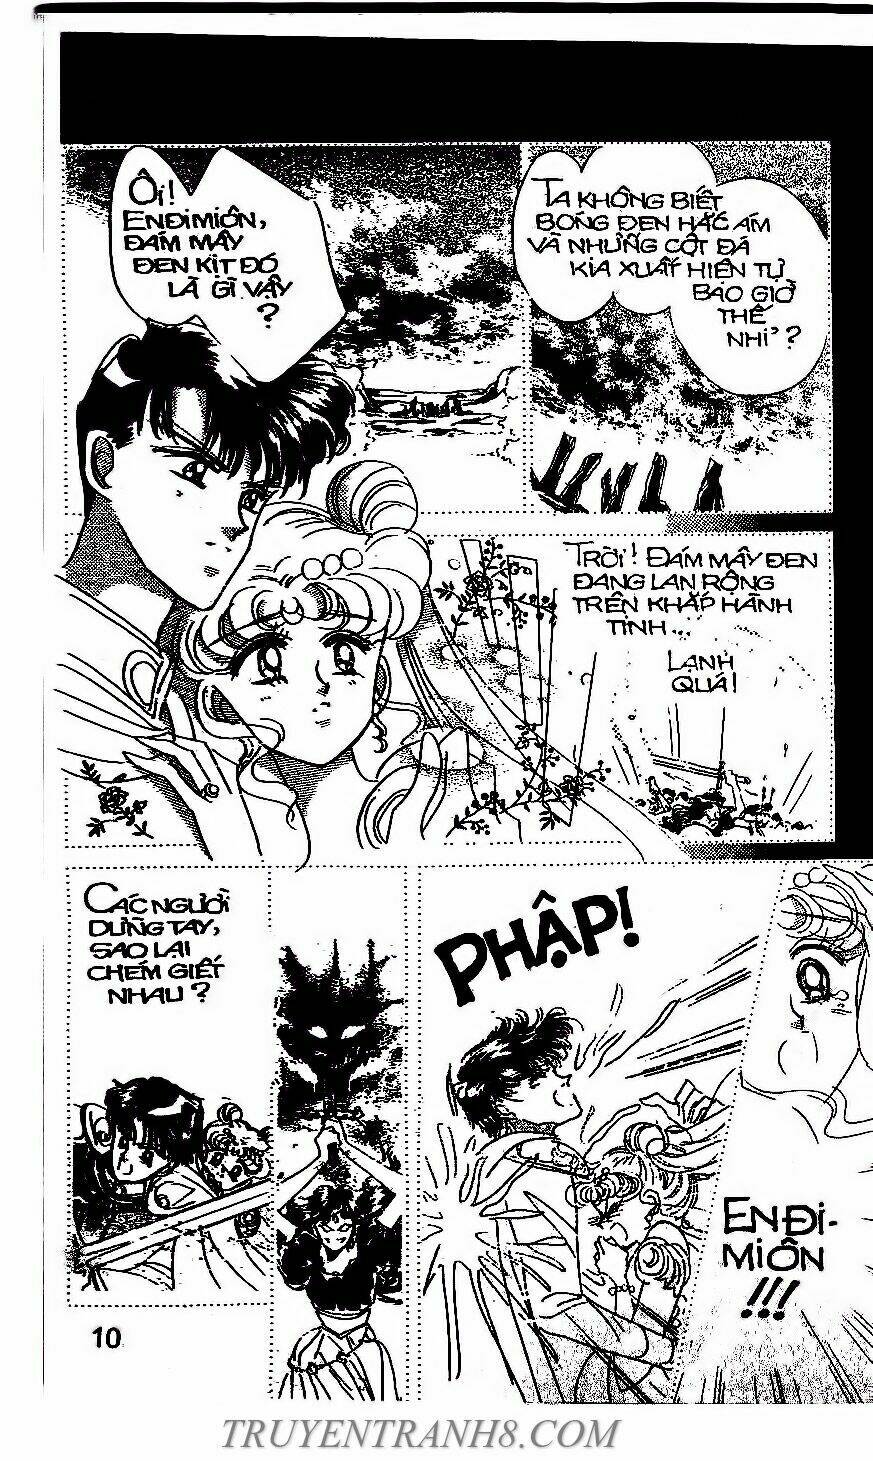 ÔI!
ENĐIMIÔN,
ĐÁM MÂY
ĐEN KỊT ĐÓ
LÀ GÌ VẬY
?
TA KHÔNG BIẾT
BÓNG ĐEN HẮC ÁM
VÀ NHỮNG CỘT ĐÁ
KIA XUẤT HIỆN TỰ
BAO GIỜ
THẾ
NHỈ?
TRỜI! ĐÁM MÂY ĐEN
ĐANG LAN RỘNG
TRÊN KHẮP HÀNH
TINH...
LẠNH
QUÁ!
CÁC NGƯƠI
DỪNG TAY,
SAO LẠI
CHÉM GIẾT
NHAU?
PHẬP!
ENĐI-
MIÔN
!!!
10
TRUYENTRANH8.COM